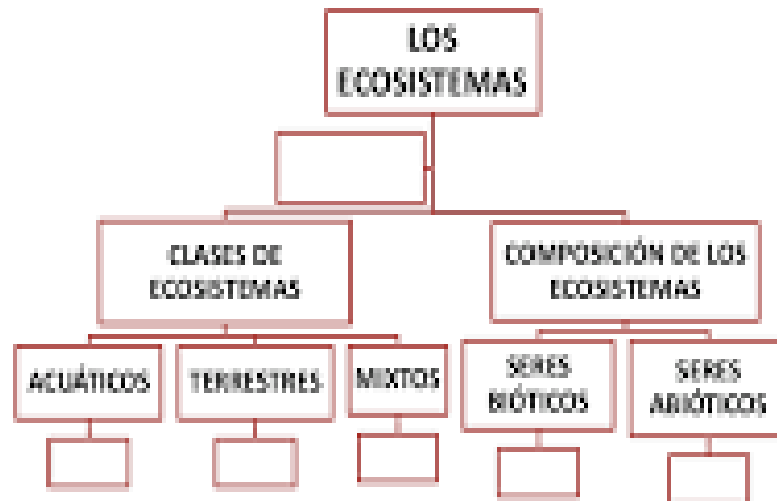 LOS
ECOSISTEMAS
CLASES DE
ECOSISTEMAS
COMPOSICIÓN DE LOS
ECOSISTEMAS
ACUÁTICOS
TERRESTRES
MIXTOS
SERES
BIÓTICOS
SERES
ABIÓTICOS